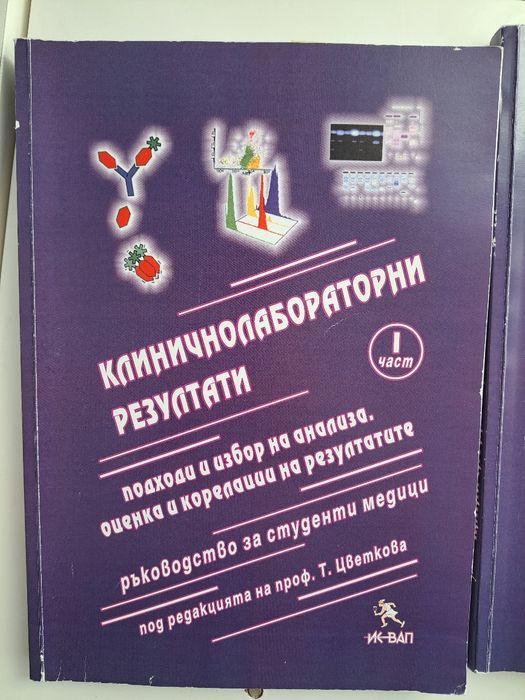 КЛИНИЧНОЛАБОРАТОРНИ
РЕЗУЛТАТИ
I
част
подходи и избор на анализа.
оценка и корелации на резултатите
ръководство за студенти медици
под редакцията на проф. Т. Цветкова
ИК ВАП